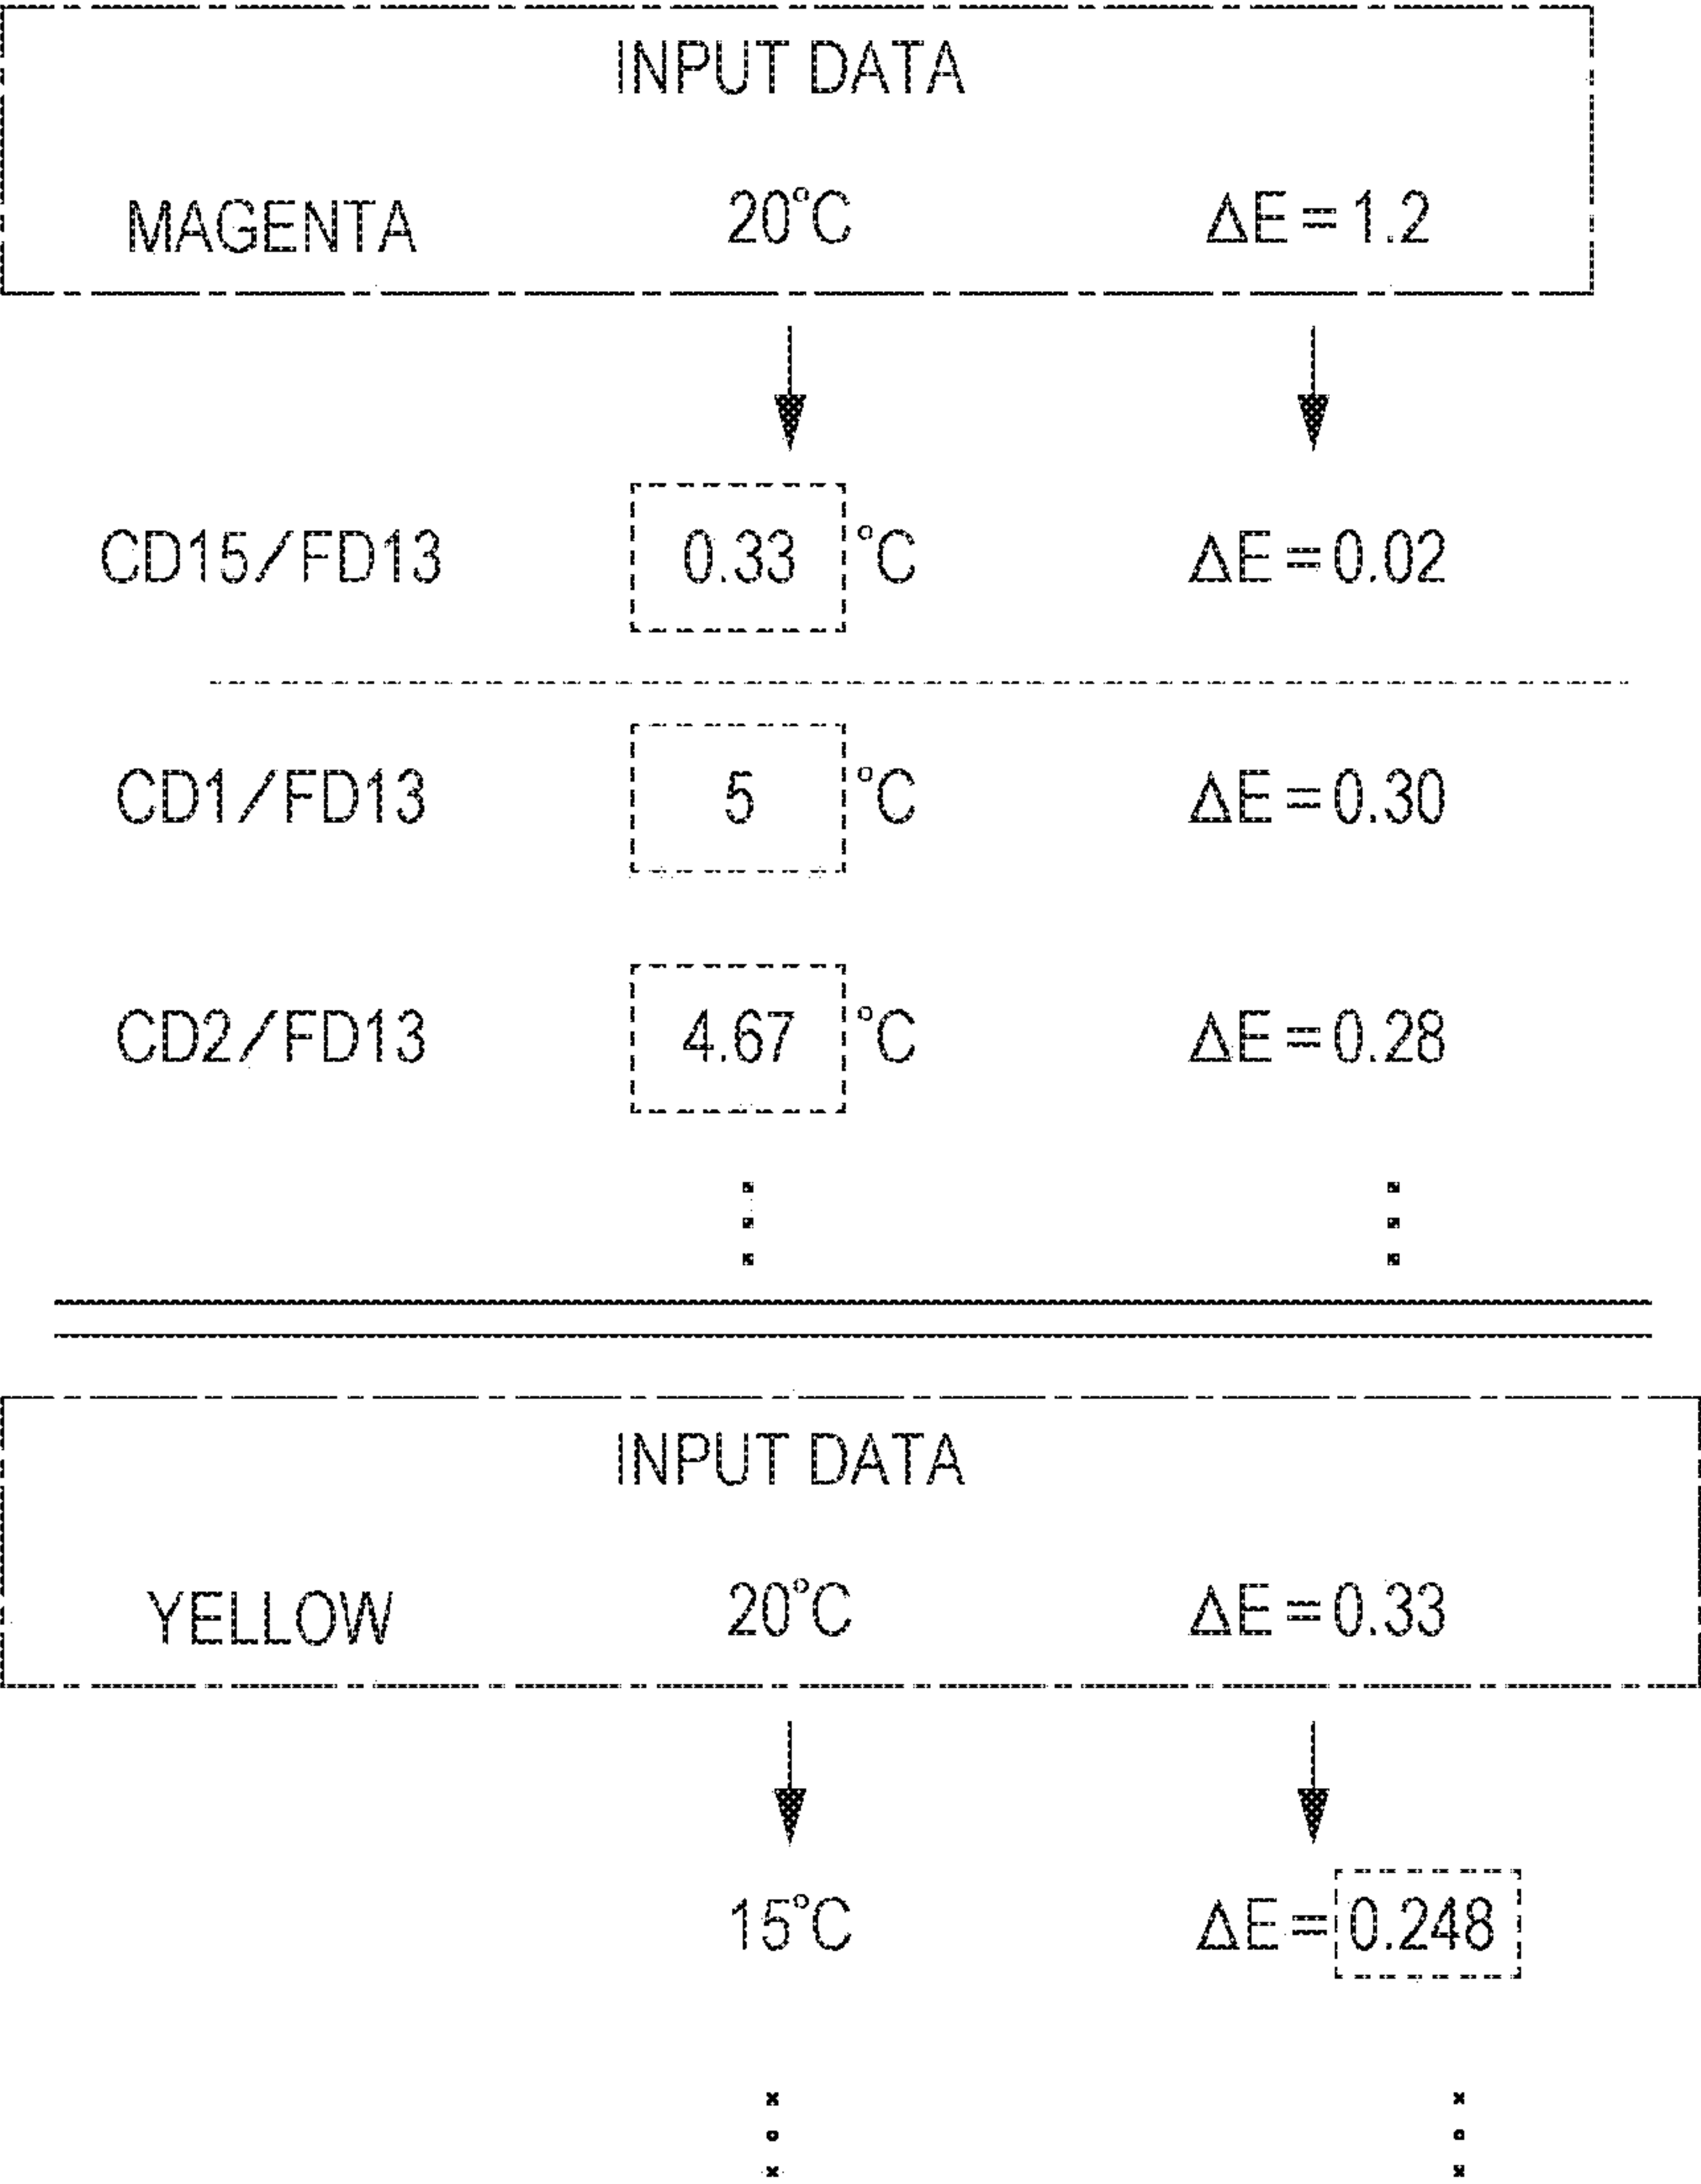 INPUT DATA
MAGENTA 20°C ΔE=1.2
CD15/FD13 0.33 °C ΔE=0.02
CD1/FD13 5 °C ΔE=0.30
CD2/FD13 4.67 °C ΔE=0.28
INPUT DATA
YELLOW 20°C ΔE=0.33
15°C ΔE=0.248